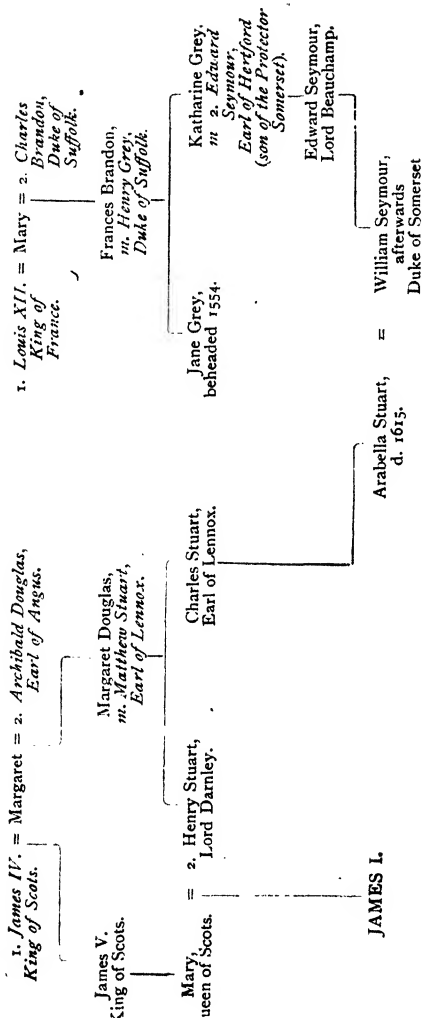 1. James IV. = Margaret = 2. Archibald Douglas,
King of Scots.
Earl of Angus.
1. Louis XII. = Mary = 2. Charles
King of
France.
Brandon,
Duke of
Suffolk.
James V.
King of Scots.
Margaret Douglas,
m. Matthew Stuart,
Earl of Lennox.
Frances Brandon,
m. Henry Grey,
Duke of Suffolk.
Mary,
ueen of Scots.
= 2. Henry Stuart,
Lord Darnley.
Charles Stuart,
Earl of Lennox.
Jane Grey,
beheaded 1554.
Katharine Grey,
m 2. Edward
Seymour,
Earl of Hertford
(son of the Protector
Somerset).
Edward Seymour,
Lord Beauchamp.
JAMES I.
Arabella Stuart,
d. 1615.
=
William Seymour,
afterwards
Duke of Somerset